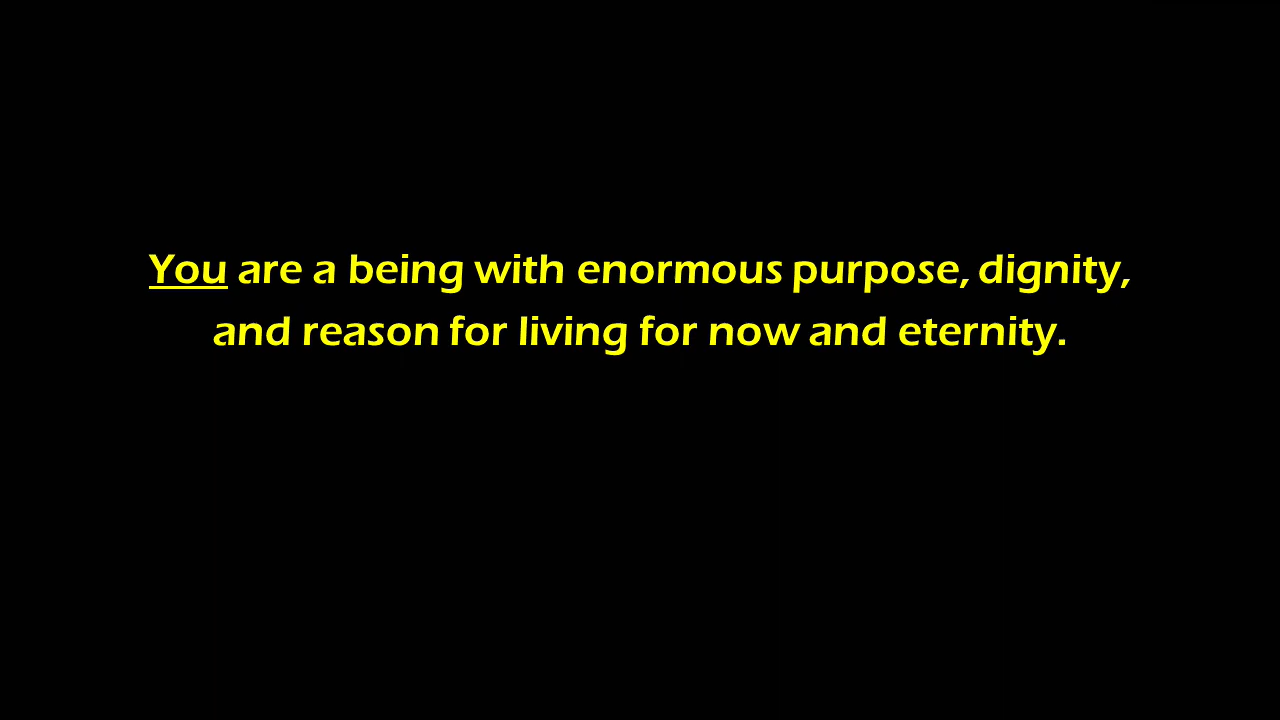 You are a being with enormous purpose, dignity,
and reason for living for now and eternity.